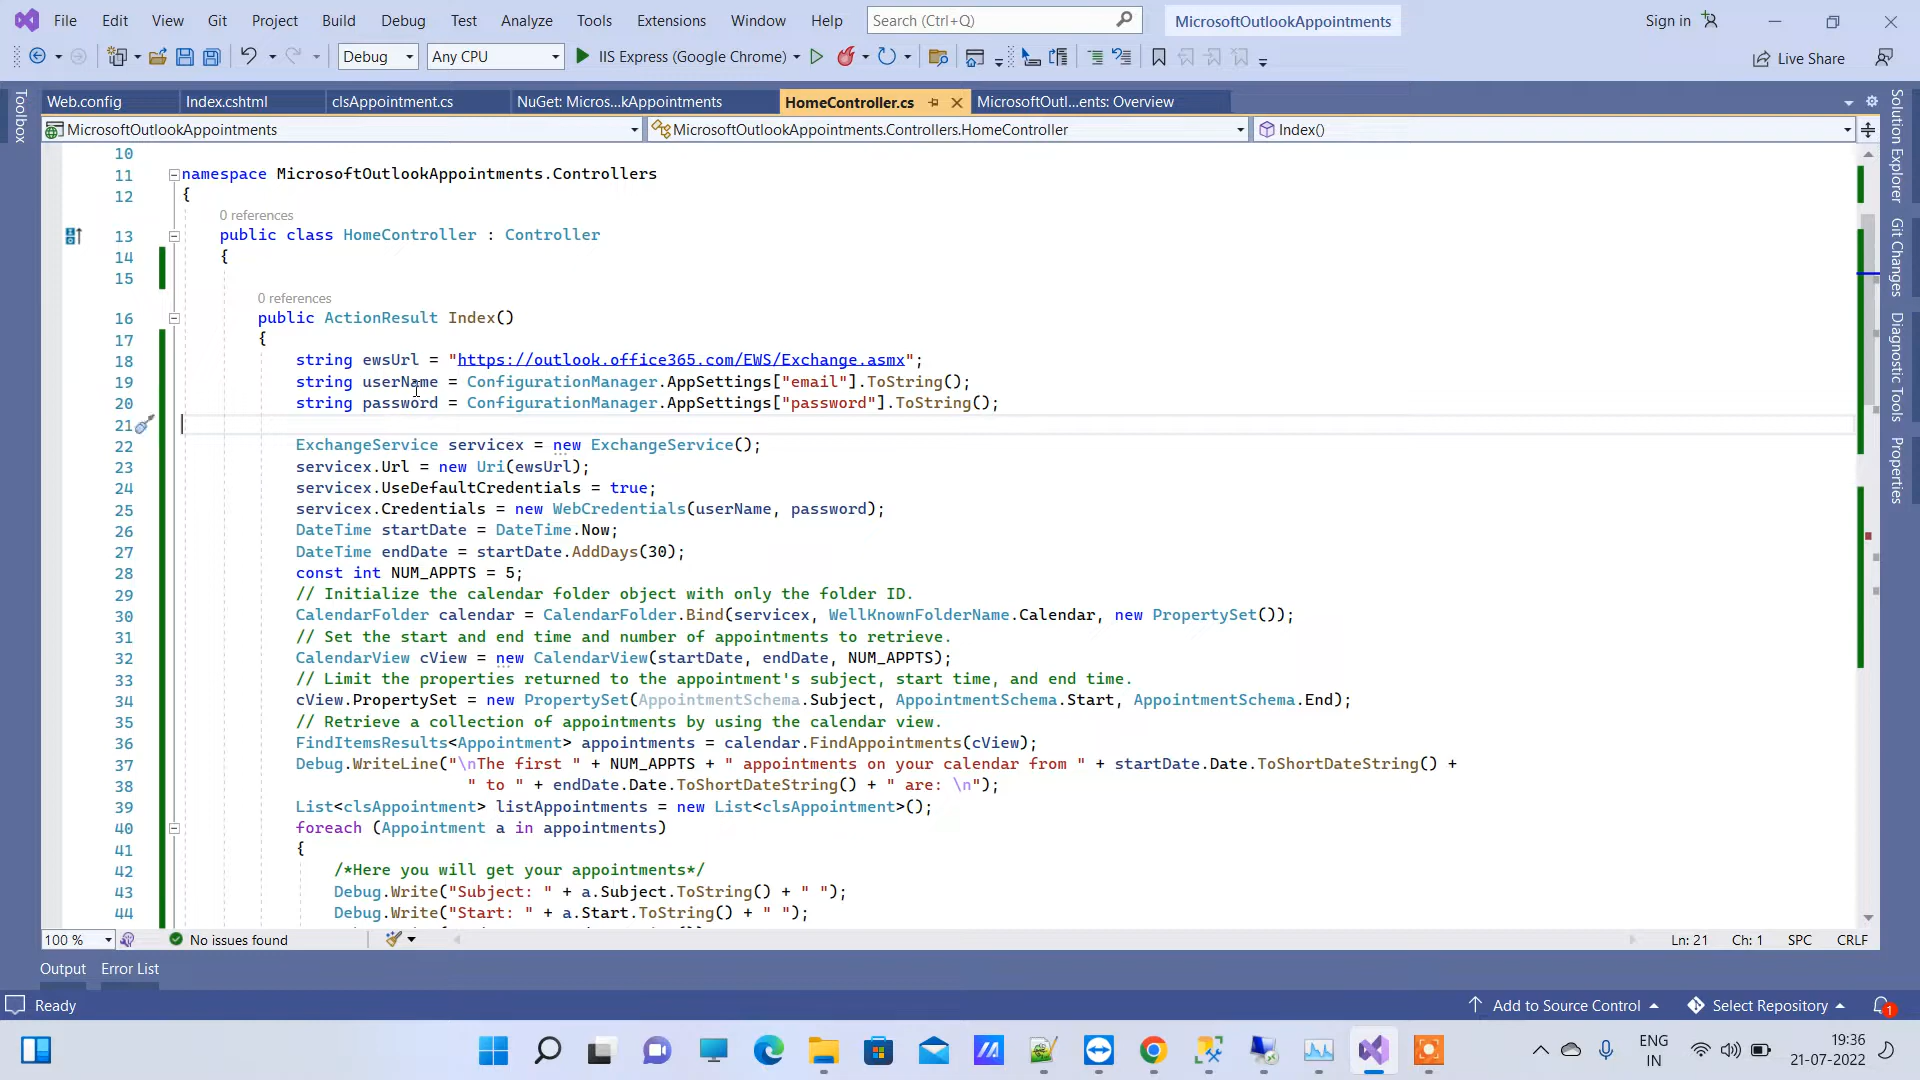 File Edit View Git Project Build Debug Test Analyze Tools Extensions Window Help Search (Ctrl+Q) MicrosoftOutlookAppointments Sign in
Debug Any CPU IIS Express (Google Chrome) Live Share
Web.config Index.cshtml clsAppointment.cs NuGet: Micros...kAppointments HomeController.cs MicrosoftOutl...ents: Overview
MicrosoftOutlookAppointments MicrosoftOutlookAppointments.Controllers.HomeController Index()
Toolbox
Solution Explorer
Git Changes
Diagnostic Tools
Properties
10
11 namespace MicrosoftOutlookAppointments.Controllers
12 {
0 references
13 public class HomeController : Controller
14 {
15
0 references
16 public ActionResult Index()
17 {
18 string ewsUrl = "https://outlook.office365.com/EWS/Exchange.asmx";
19 string userName = ConfigurationManager.AppSettings["email"].ToString();
20 string password = ConfigurationManager.AppSettings["password"].ToString();
21
22 ExchangeService servicex = new ExchangeService();
23 servicex.Url = new Uri(ewsUrl);
24 servicex.UseDefaultCredentials = true;
25 servicex.Credentials = new WebCredentials(userName, password);
26 DateTime startDate = DateTime.Now;
27 DateTime endDate = startDate.AddDays(30);
28 const int NUM_APPTS = 5;
29 // Initialize the calendar folder object with only the folder ID.
30 CalendarFolder calendar = CalendarFolder.Bind(servicex, WellKnownFolderName.Calendar, new PropertySet());
31 // Set the start and end time and number of appointments to retrieve.
32 CalendarView cView = new CalendarView(startDate, endDate, NUM_APPTS);
33 // Limit the properties returned to the appointment's subject, start time, and end time.
34 cView.PropertySet = new PropertySet(AppointmentSchema.Subject, AppointmentSchema.Start, AppointmentSchema.End);
35 // Retrieve a collection of appointments by using the calendar view.
36 FindItemsResults<Appointment> appointments = calendar.FindAppointments(cView);
37 Debug.WriteLine("\nThe first " + NUM_APPTS + " appointments on your calendar from " + startDate.Date.ToShortDateString() +
38 " to " + endDate.Date.ToShortDateString() + " are: \n");
39 List<clsAppointment> listAppointments = new List<clsAppointment>();
40 foreach (Appointment a in appointments)
41 {
42 /*Here you will get your appointments*/
43 Debug.Write("Subject: " + a.Subject.ToString() + " ");
44 Debug.Write("Start: " + a.Start.ToString() + " ");
100 % No issues found Ln: 21 Ch: 1 SPC CRLF
Output Error List
Ready Add to Source Control Select Repository 1
ENG
IN
19:36
21-07-2022